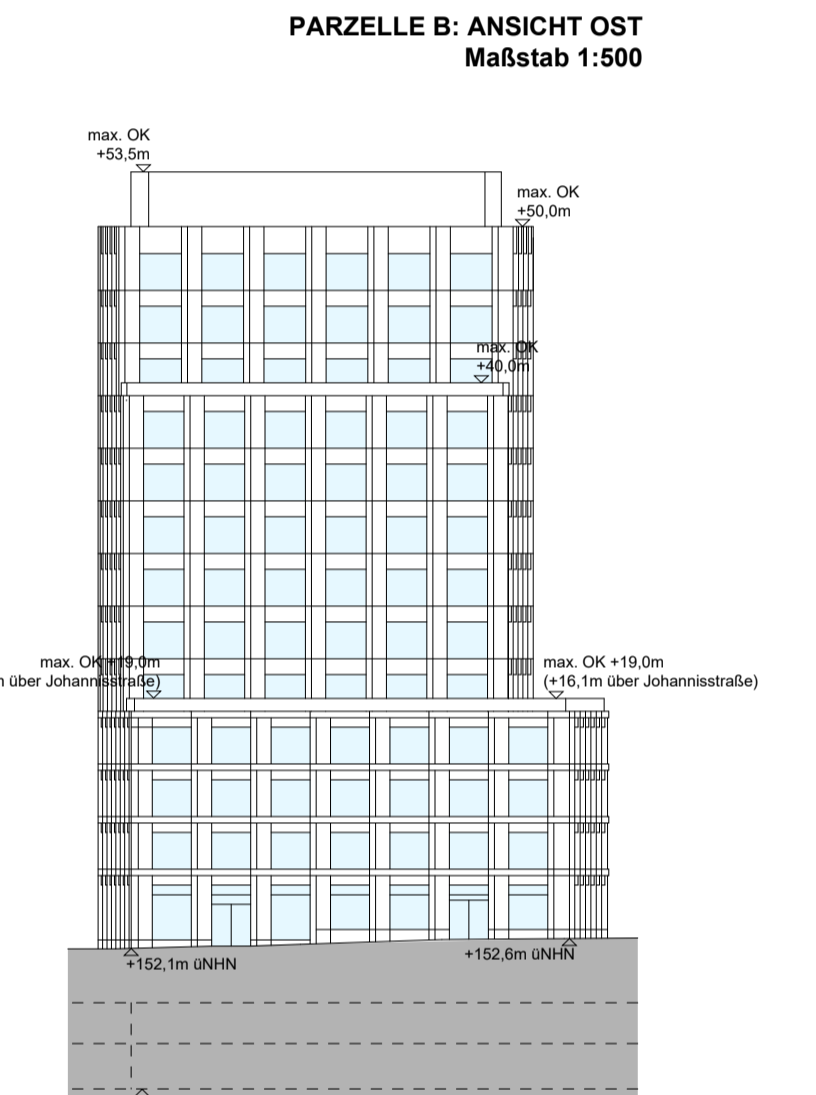 PARZELLE B: ANSICHT OST
Maßstab 1:500
max. OK
+53,5m
max. OK
+50,0m
max. OK
+40,0m
max. OK +19,0m
über Johannisstraße)
max. OK +19,0m
(+16,1m über Johannisstraße)
+152,1m üNHN
+152,6m üNHN